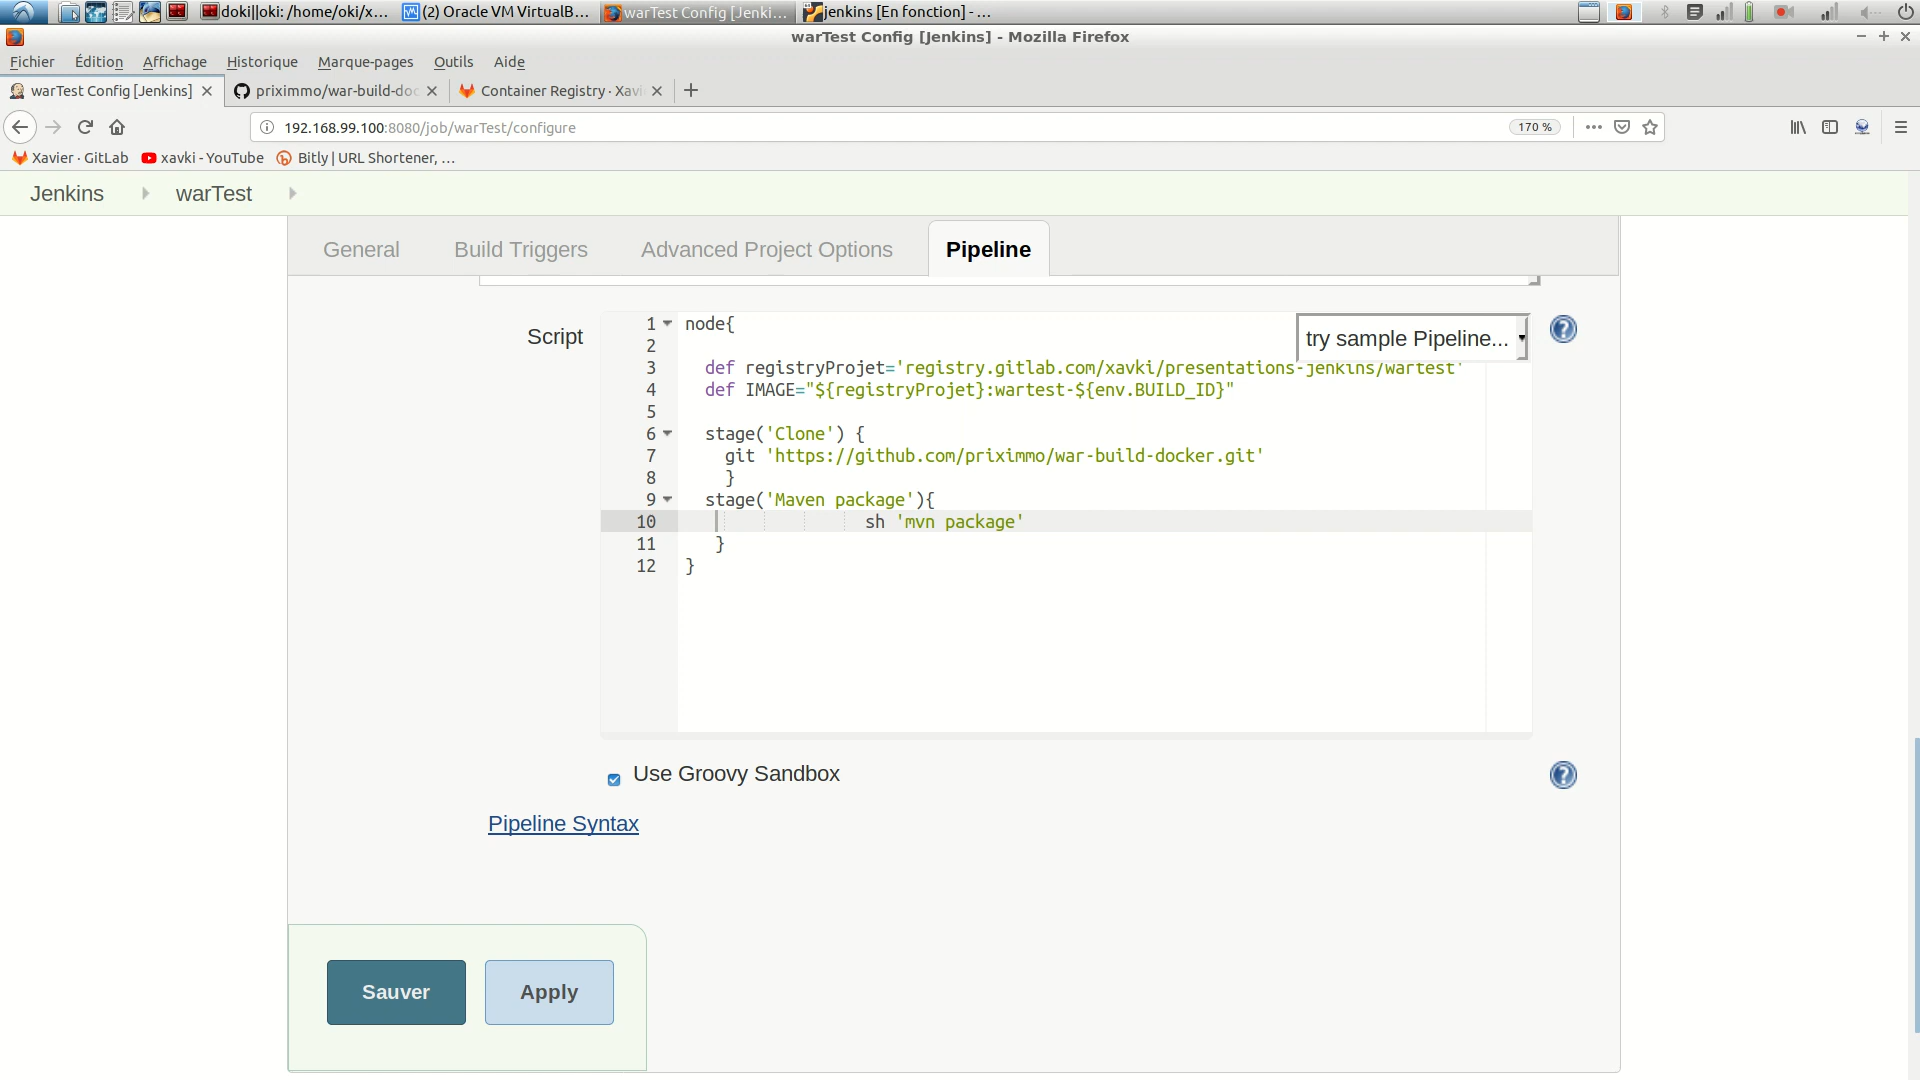 doki||oki: /home/oki/x...
(2) Oracle VM VirtualB...
warTest Config [Jenki...
jenkins [En fonction] - ...
warTest Config [Jenkins] - Mozilla Firefox
Fichier Édition Affichage Historique Marque-pages Outils Aide
warTest Config [Jenkins]
priximmo/war-build-doc
Container Registry · Xavi
192.168.99.100:8080/job/warTest/configure
170 %
Xavier · GitLab
xavki - YouTube
Bitly | URL Shortener, ...
Jenkins
warTest
General
Build Triggers
Advanced Project Options
Pipeline
Script
try sample Pipeline...
1 node{
2
3 def registryProjet='registry.gitlab.com/xavki/presentations-jenkins/wartest'
4 def IMAGE="${registryProjet}:wartest-${env.BUILD_ID}"
5
6 stage('Clone') {
7 git 'https://github.com/priximmo/war-build-docker.git'
8 }
9 stage('Maven package'){
10 sh 'mvn package'
11 }
12 }
Use Groovy Sandbox
Pipeline Syntax
Sauver
Apply